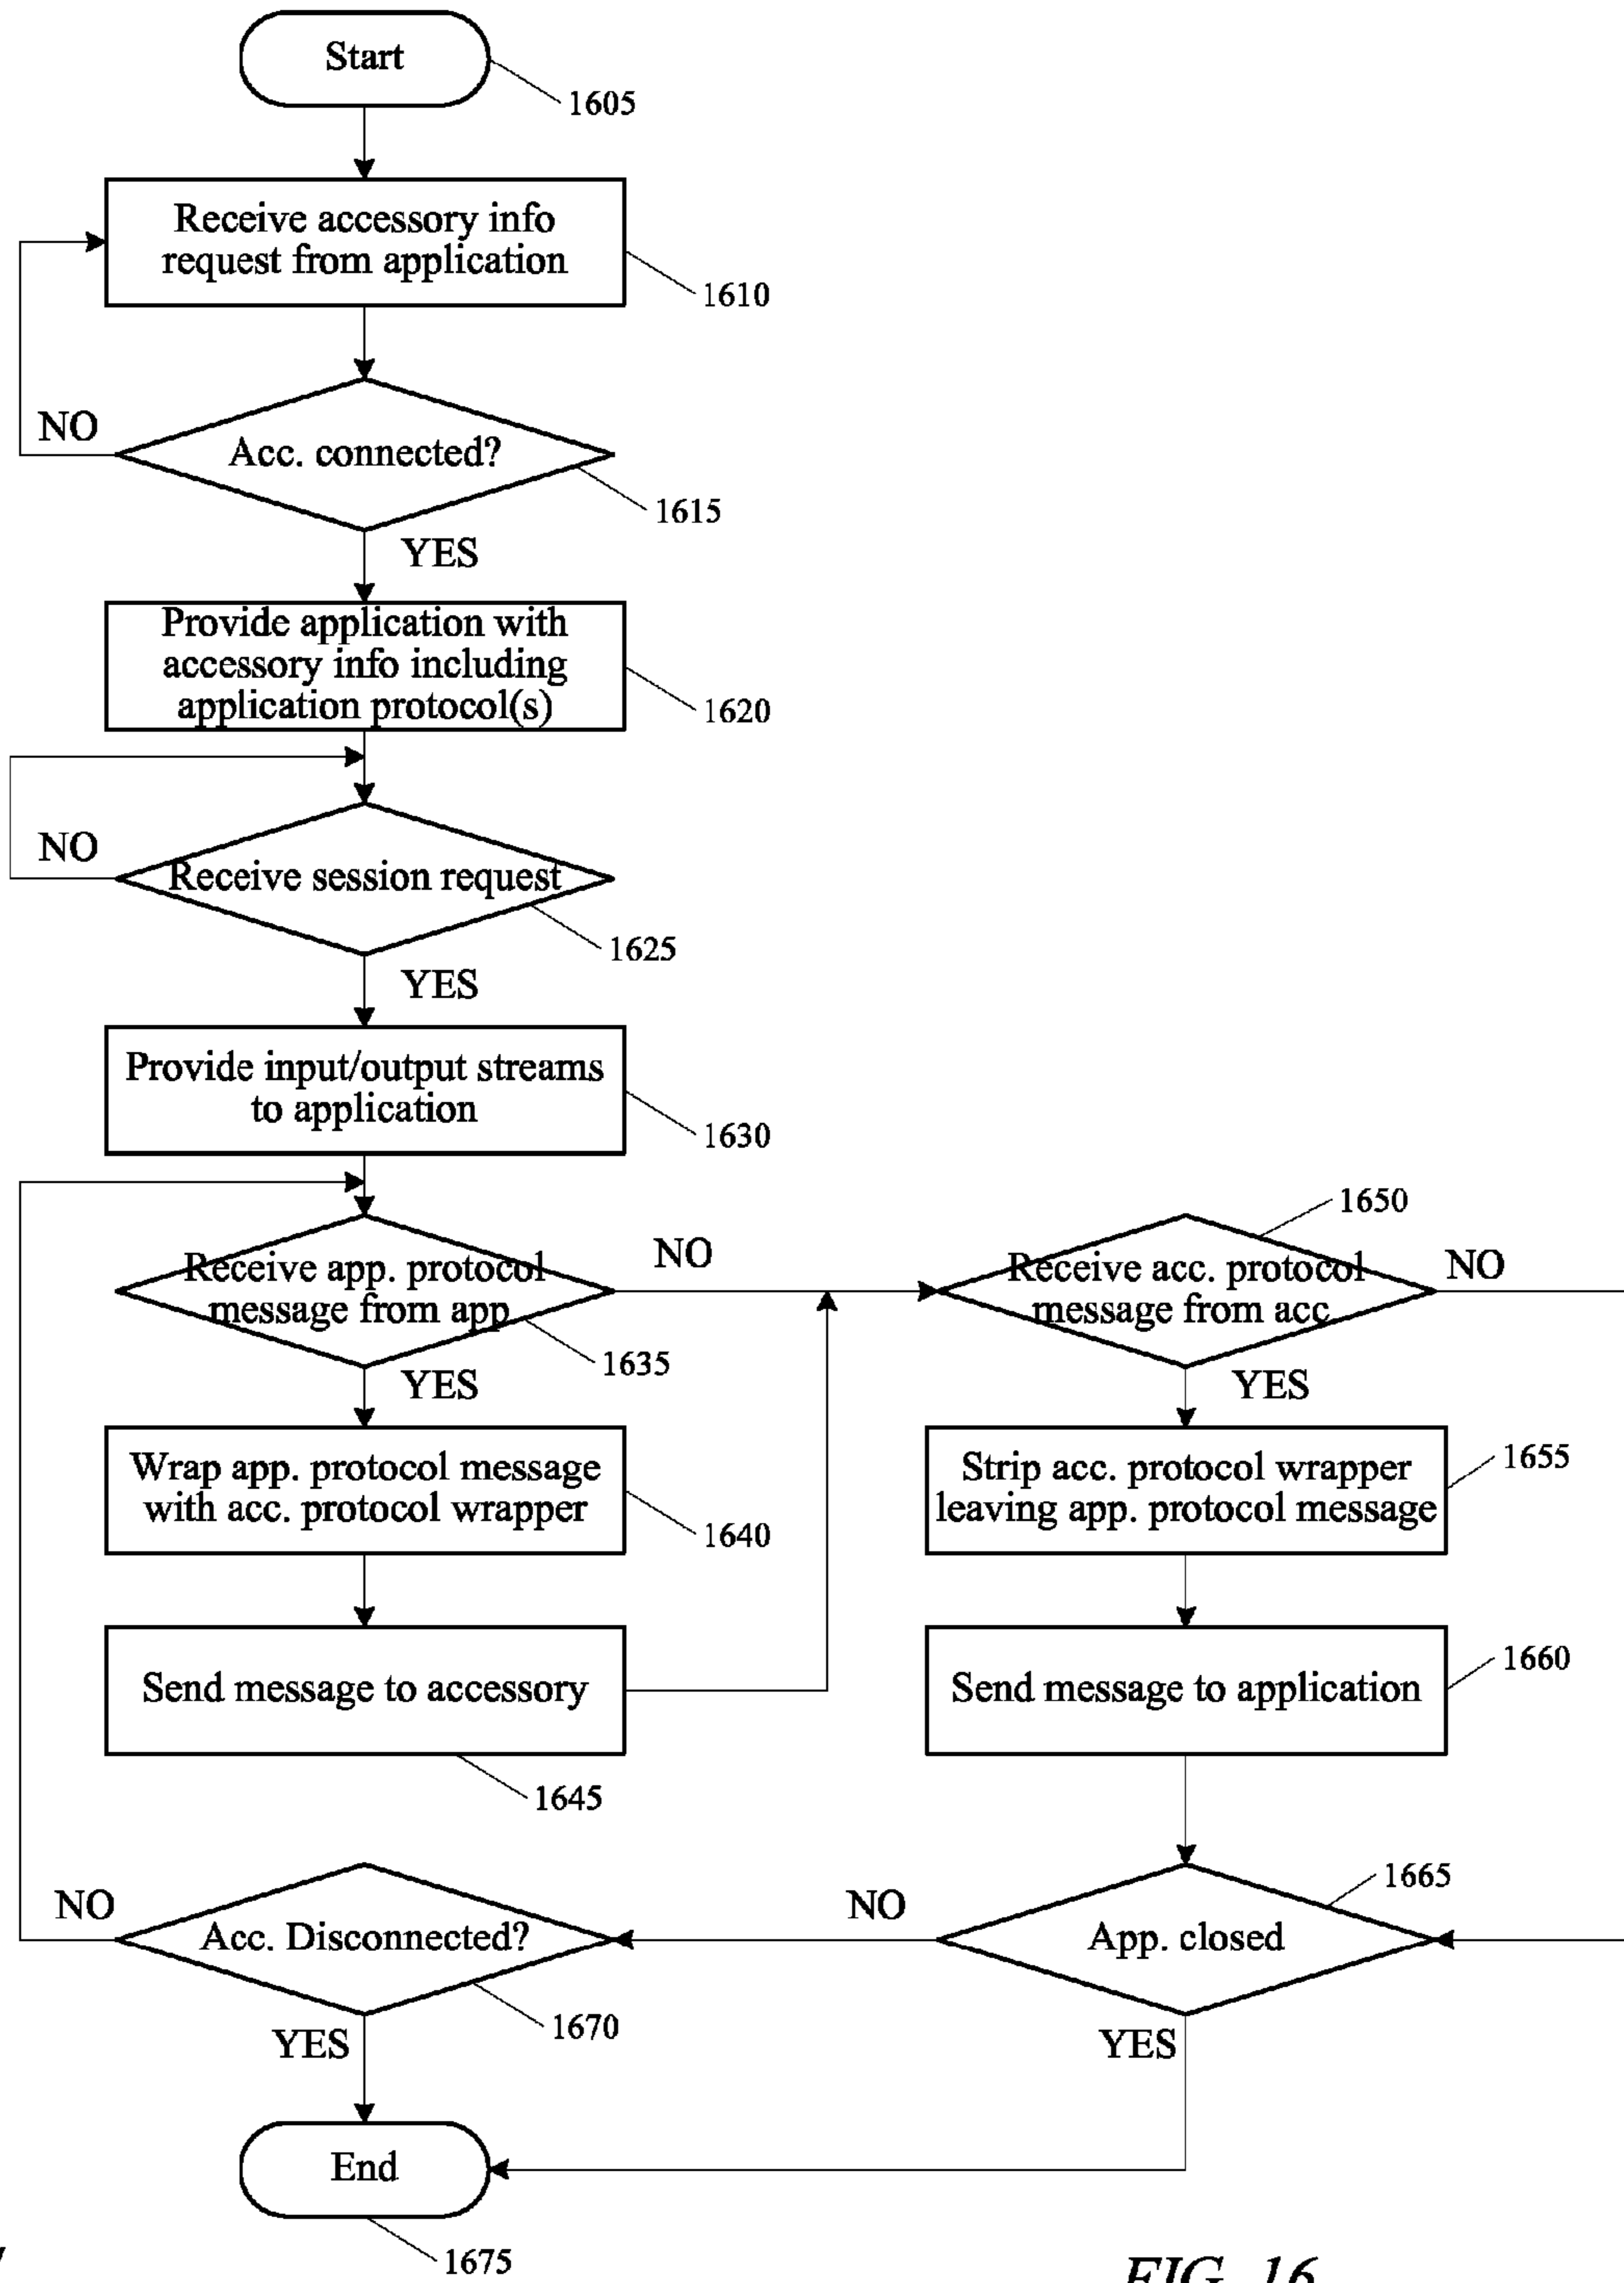 Start
1605
Receive accessory info
request from application
1610
NO
Acc. connected?
1615
YES
Provide application with
accessory info including
application protocol(s)
1620
NO
Receive session request
1625
YES
Provide input/output streams
to application
1630
Receive app. protocol
message from app
NO
1635
YES
1650
Receive acc. protocol
message from acc
NO
YES
Wrap app. protocol message
with acc. protocol wrapper
1640
Strip acc. protocol wrapper
leaving app. protocol message
1655
Send message to accessory
1645
Send message to application
1660
NO
Acc. Disconnected?
1670
YES
NO
App. closed
1665
YES
End
1675
FIG. 16